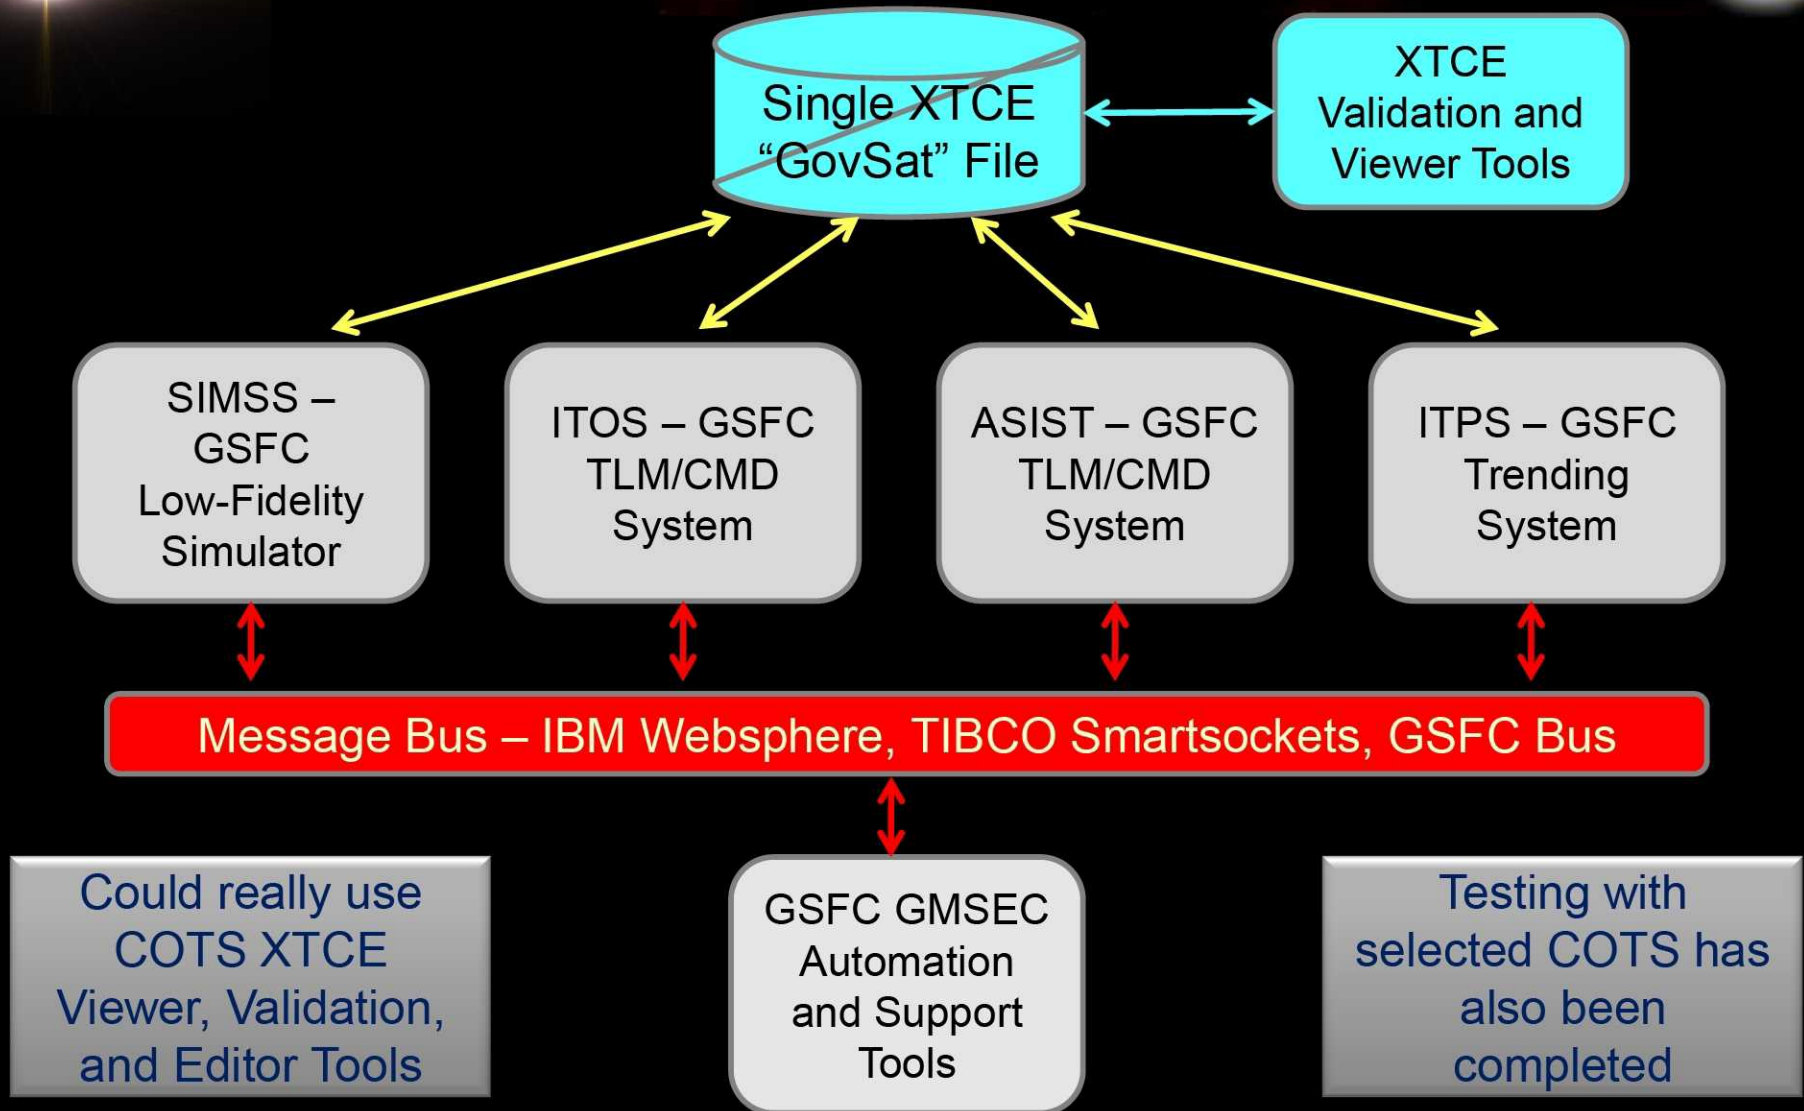 Single XTCE
“GovSat” File
XTCE
Validation and
Viewer Tools
SIMSS –
GSFC
Low-Fidelity
Simulator
ITOS – GSFC
TLM/CMD
System
ASIST – GSFC
TLM/CMD
System
ITPS – GSFC
Trending
System
Message Bus – IBM Websphere, TIBCO Smartsockets, GSFC Bus
Could really use
COTS XTCE
Viewer, Validation,
and Editor Tools
GSFC GMSEC
Automation
and Support
Tools
Testing with
selected COTS has
also been
completed